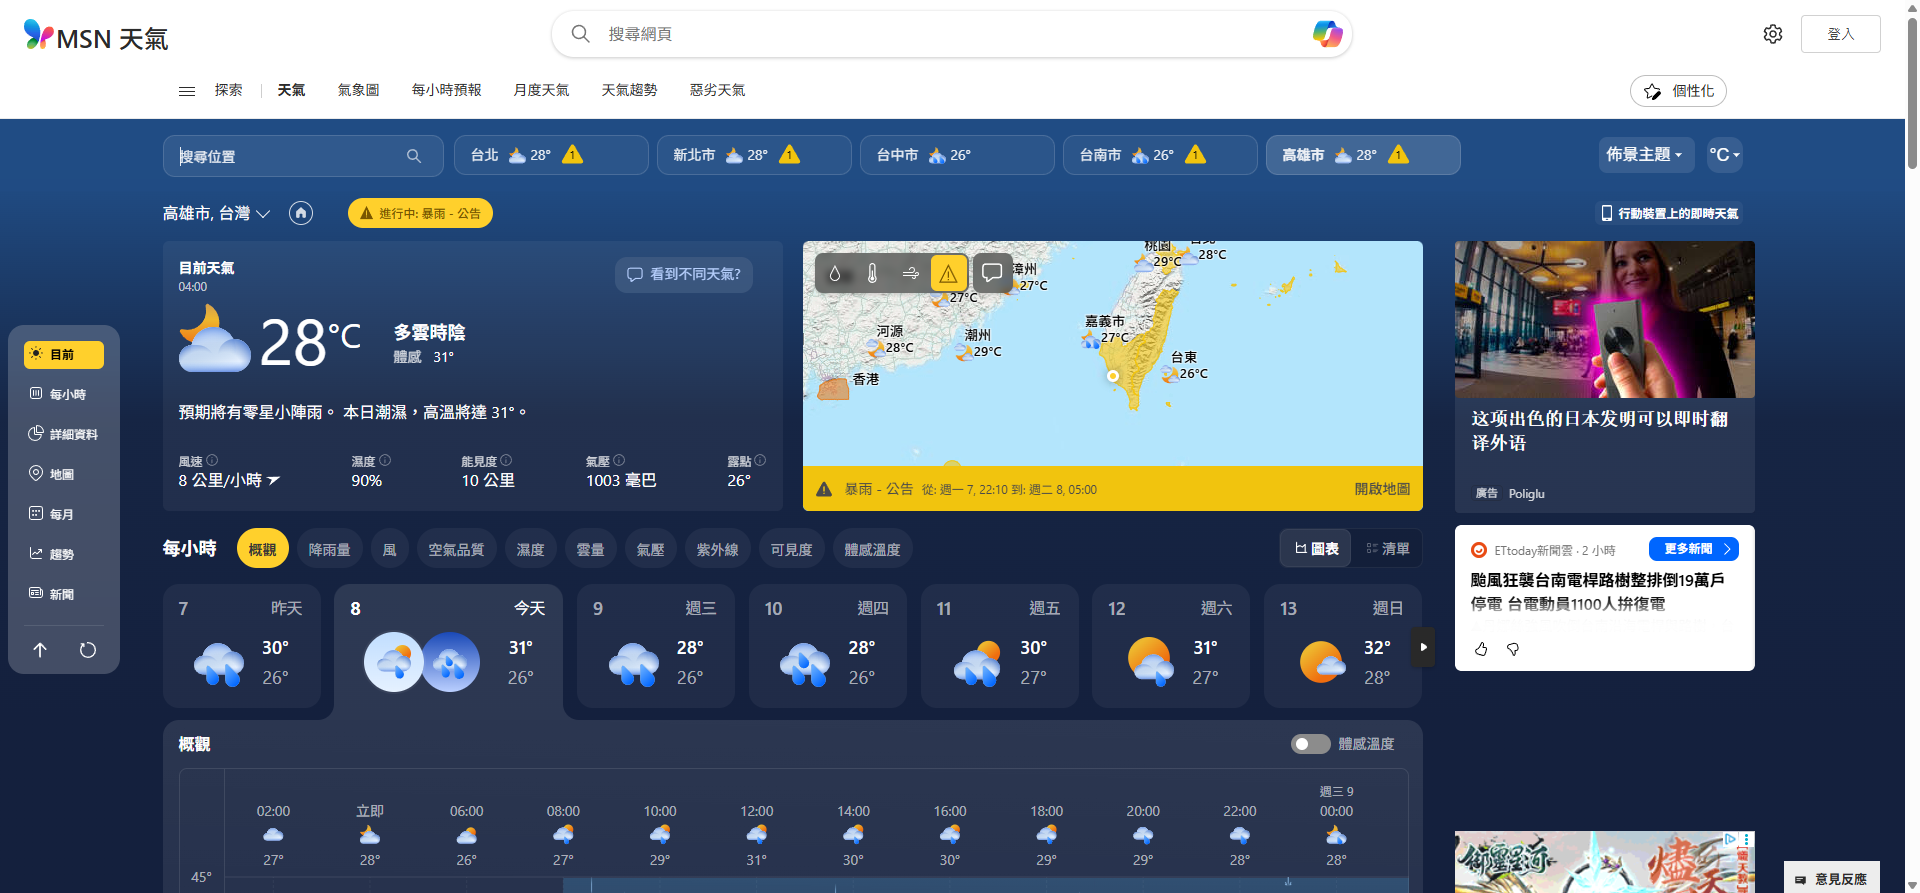 MSN 天氣
搜尋網頁
登入
探索 天氣 氣象圖 每小時預報 月度天氣 天氣趨勢 惡劣天氣
個性化
搜尋位置
台北 28° 1
新北市 28° 1
台中市 26°
台南市 26° 1
高雄市 28° 1
佈景主題
°C
高雄市, 台灣
進行中: 暴雨 - 公告
行動裝置上的即時天氣
目前
每小時
詳細資料
地圖
每月
趨勢
新聞
目前天氣
04:00
看到不同天氣?
28°C
多雲時陰
體感 31°
預期將有零星小陣雨。 本日潮濕，高溫將達 31°。
風速 濕度 能見度 氣壓 露點
8 公里/小時 90% 10 公里 1003 毫巴 26°
桃園
29°C
28°C
漳州
27°C
27°C
河源
28°C
潮州
29°C
嘉義市
27°C
台東
26°C
香港
暴雨 - 公告 從: 週一 7, 22:10 到: 週二 8, 05:00
開啟地圖
这项出色的日本发明可以即时翻
译外语
廣告 Poliglu
ETtoday新聞雲 · 2 小時
更多新聞
颱風狂襲台南電桿路樹整排倒19萬戶
停電 台電動員1100人拚復電
每小時 概觀 降雨量 風 空氣品質 濕度 雲量 氣壓 紫外線 可見度 體感溫度
圖表 清單
7 昨天
30°
26°
8 今天
31°
26°
9 週三
28°
26°
10 週四
28°
26°
11 週五
30°
27°
12 週六
31°
27°
13 週日
32°
28°
概觀
體感溫度
週三 9
02:00 立即 06:00 08:00 10:00 12:00 14:00 16:00 18:00 20:00 22:00 00:00
27° 28° 26° 27° 29° 31° 30° 30° 29° 29° 28° 28°
45°
意見反應